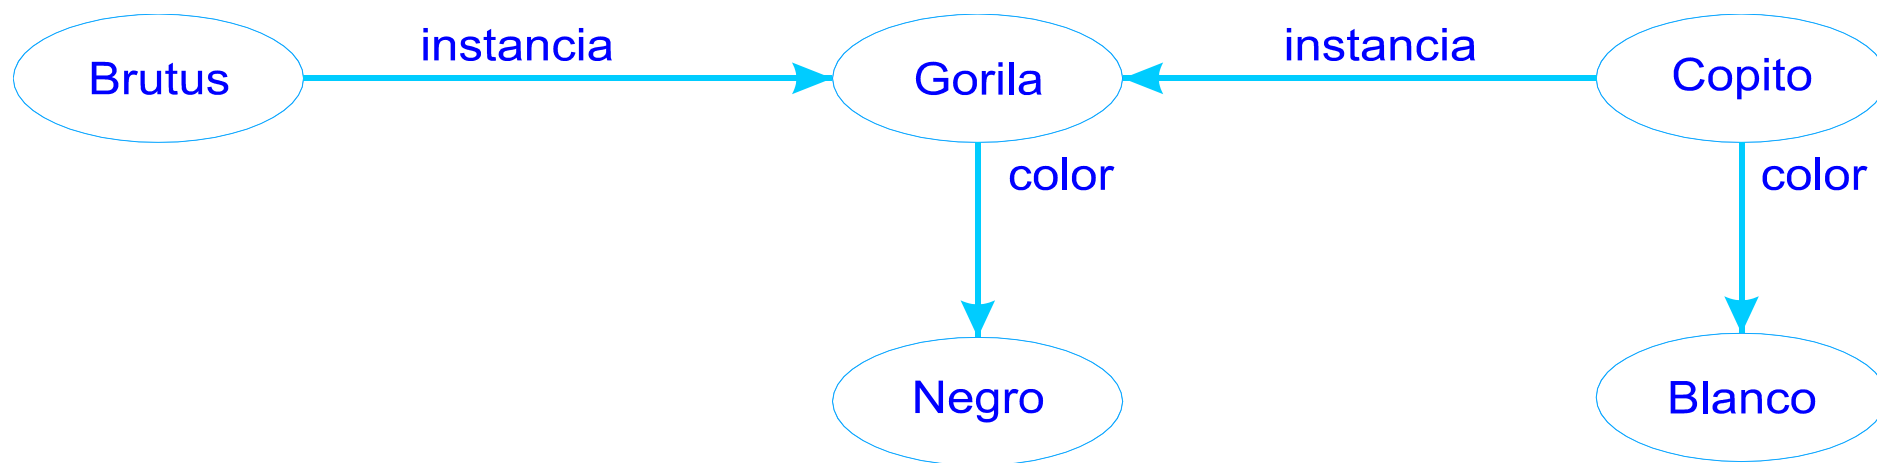 instancia
instancia
Brutus
Gorila
Copito
color
color
Negro
Blanco